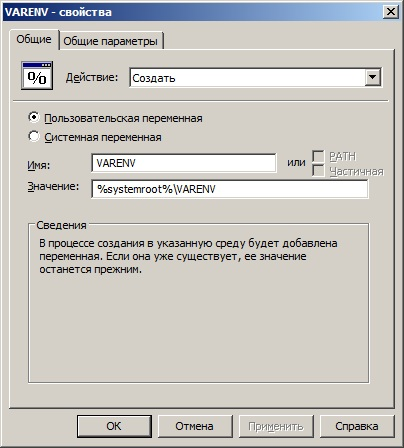 VARENV - свойства
Общие Общие параметры
%
Действие: Создать
Пользовательская переменная
Системная переменная
Имя: VARENV или PATH
Частичная
Значение: %systemroot%\VARENV
Сведения
В процессе создания в указанную среду будет добавлена
переменная. Если она уже существует, ее значение
останется прежним.
ОК Отмена Применить Справка